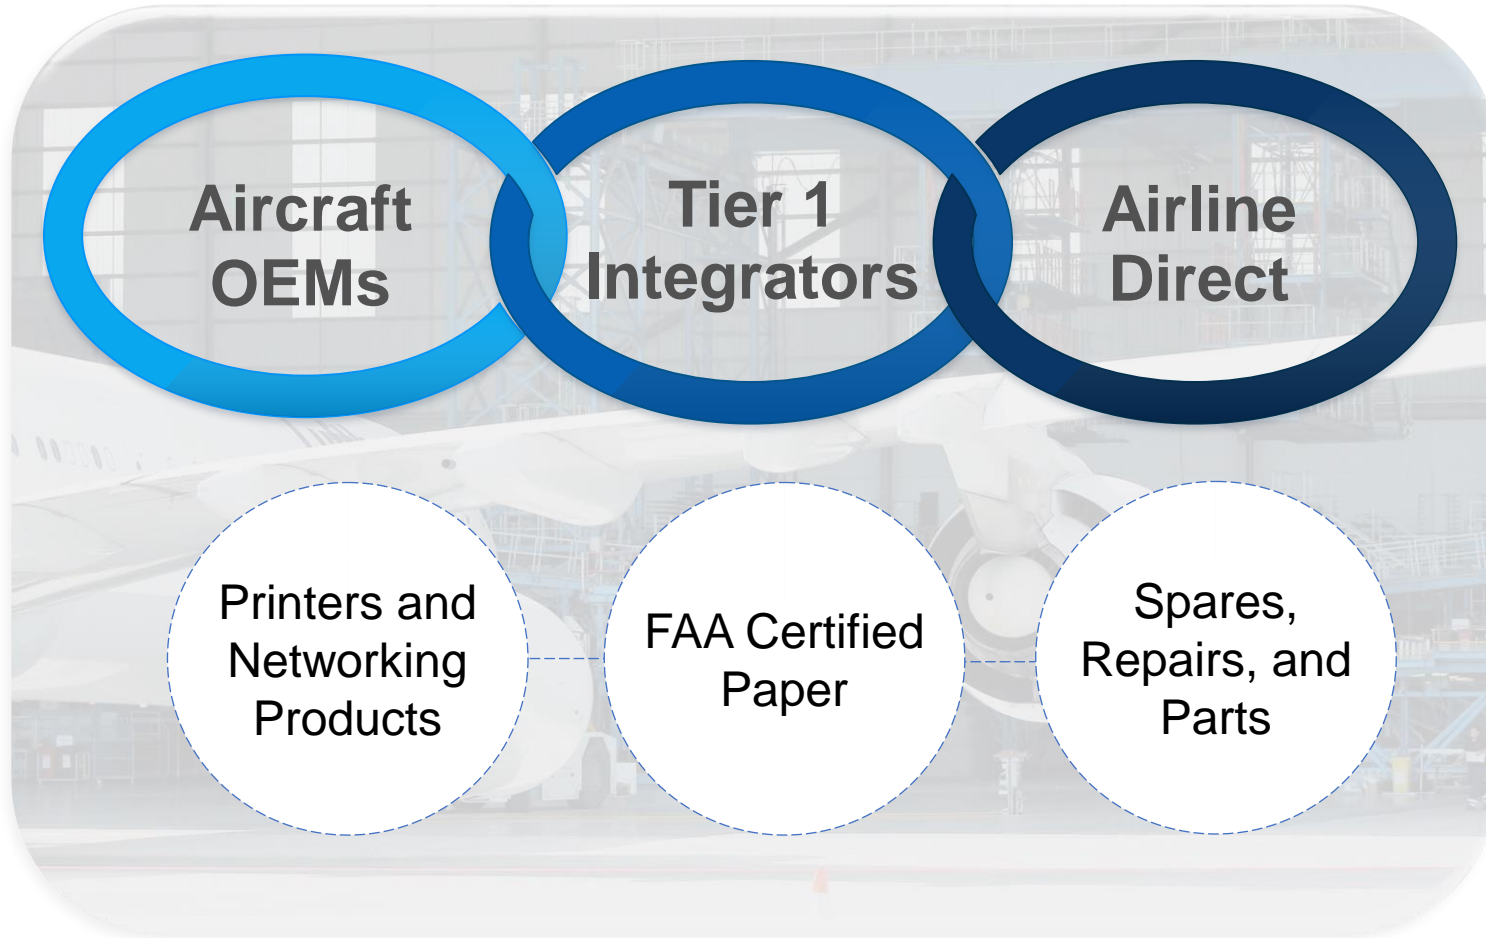 Aircraft
OEMs
Tier 1
Integrators
Airline
Direct
Printers and
Networking
Products
FAA Certified
Paper
Spares,
Repairs, and
Parts